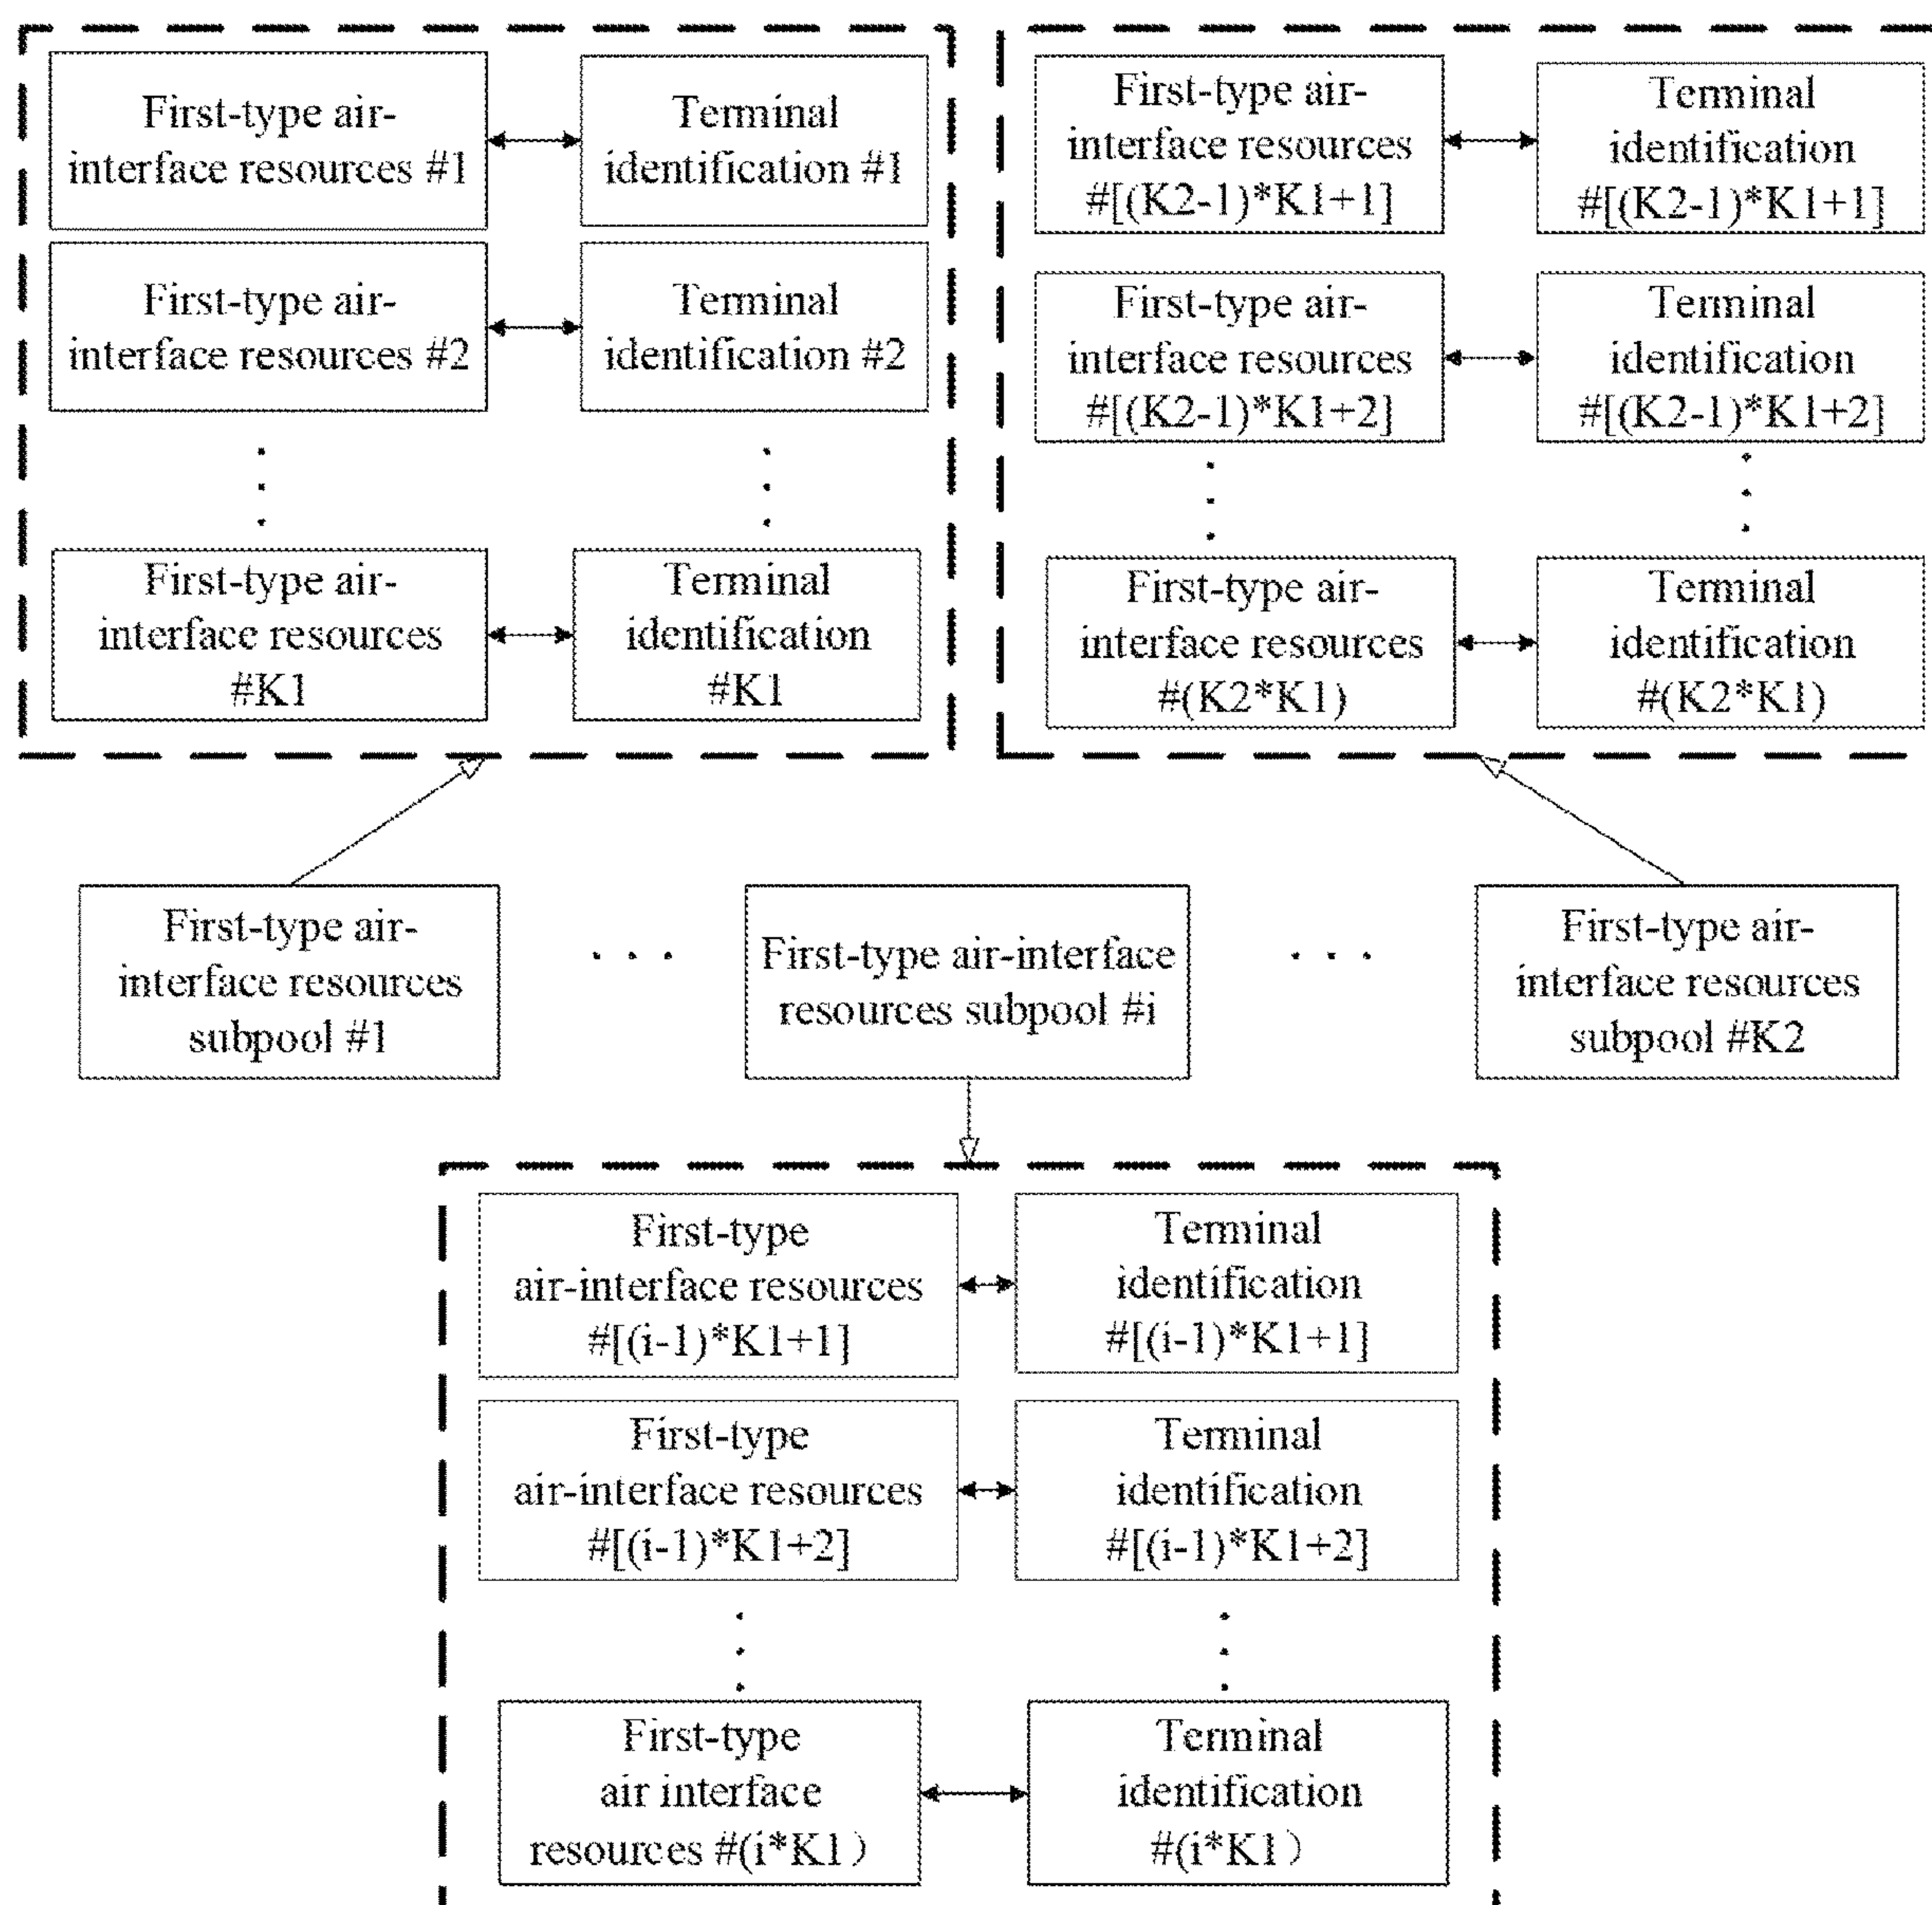 First-type air-
interface resources #1
Terminal
identification #1
First-type air-
interface resources #2
Terminal
identification #2
First-type air-
interface resources
#K1
Terminal
identification
#K1
First-type air-
interface resources
#[(K2-1)*K1+1]
Terminal
identification
#[(K2-1)*K1+1]
First-type air-
interface resources
#[(K2-1)*K1+2]
Terminal
identification
#[(K2-1)*K1+2]
First-type air-
interface resources
#(K2*K1)
Terminal
identification
#(K2*K1)
First-type air-
interface resources
subpool #1
. . .
First-type air-interface
resources subpool #i
. . .
First-type air-
interface resources
subpool #K2
First-type
air-interface resources
#[(i-1)*K1+1]
Terminal
identification
#[(i-1)*K1+1]
First-type
air-interface resources
#[(i-1)*K1+2]
Terminal
identification
#[(i-1)*K1+2]
First-type
air interface
resources #(i*K1)
Terminal
identification
#(i*K1)